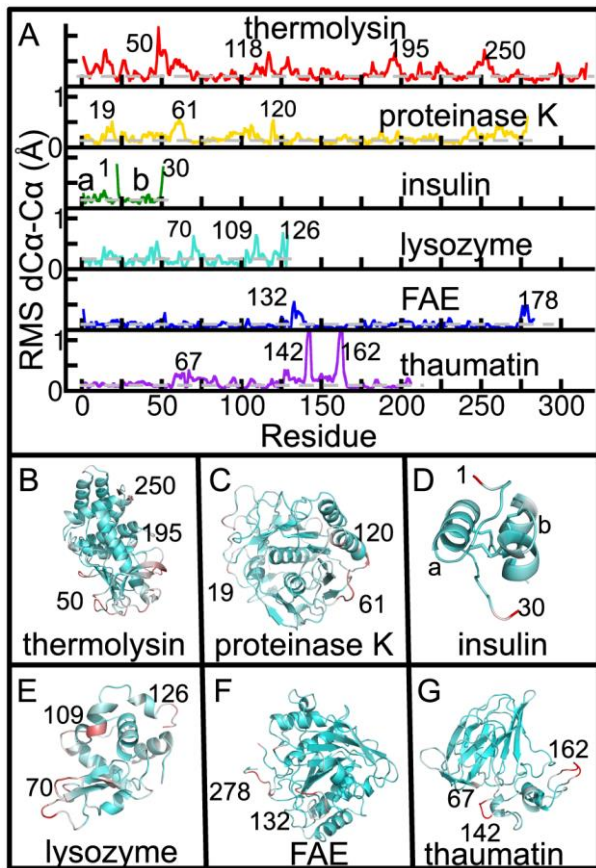 A
thermolysin
50 118 195 250
1
0
19 61 120 proteinase K
1
0
a 1 b 30 insulin
70 109 126 lysozyme
132 FAE 178
1
0
67 142 162 thaumatin
RMS dCα-Cα (Å)
0 50 100 150 200 250 300
Residue
B
250
195
50
thermolysin
C
120
19
61
proteinase K
D
1
b
a
30
insulin
E
126
109
70
lysozyme
F
278
132
FAE
G
162
67
142
thaumatin